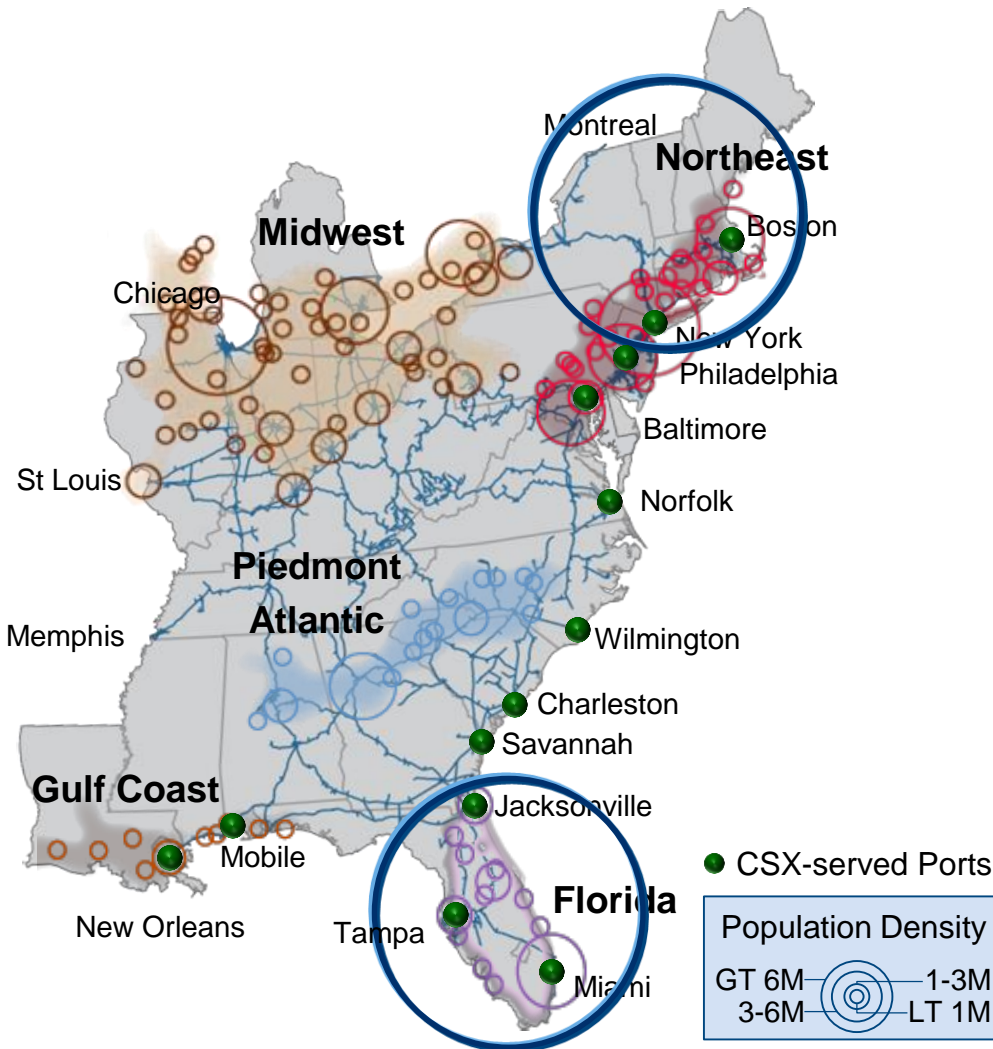 Montreal
Northeast
Midwest
Boston
Chicago
New York
Philadelphia
Baltimore
St Louis
Norfolk
Piedmont
Atlantic
Memphis
Wilmington
Charleston
Savannah
Gulf Coast
Jacksonville
Mobile
CSX-served Ports
Florida
New Orleans
Tampa
Miami
Population Density
GT 6M
1-3M
3-6M
LT 1M